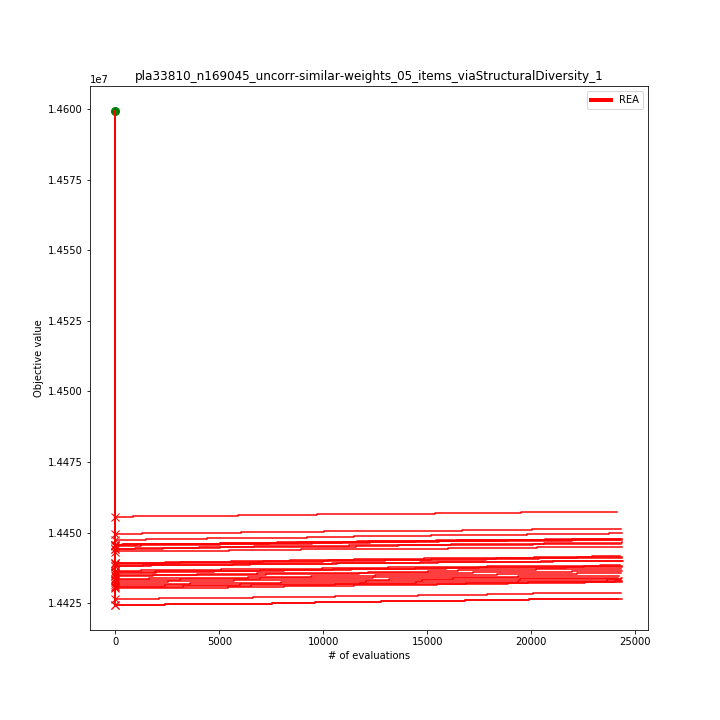 pla33810_n169045_uncorr-similar-weights_05_items_viaStructuralDiversity_1
1e7
REA
1.4600
1.4575
1.4550
1.4525
1.4500
1.4475
1.4450
1.4425
Objective value
0
5000
10000
15000
20000
25000
# of evaluations